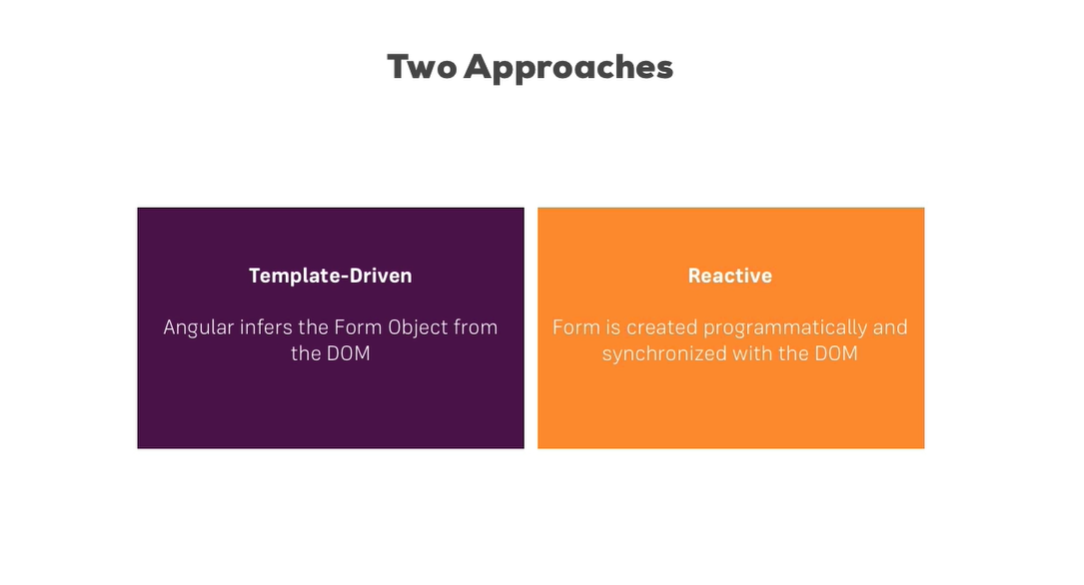 Two Approaches
Template-Driven
Angular infers the Form Object from
the DOM
Reactive
Form is created programmatically and
synchronized with the DOM